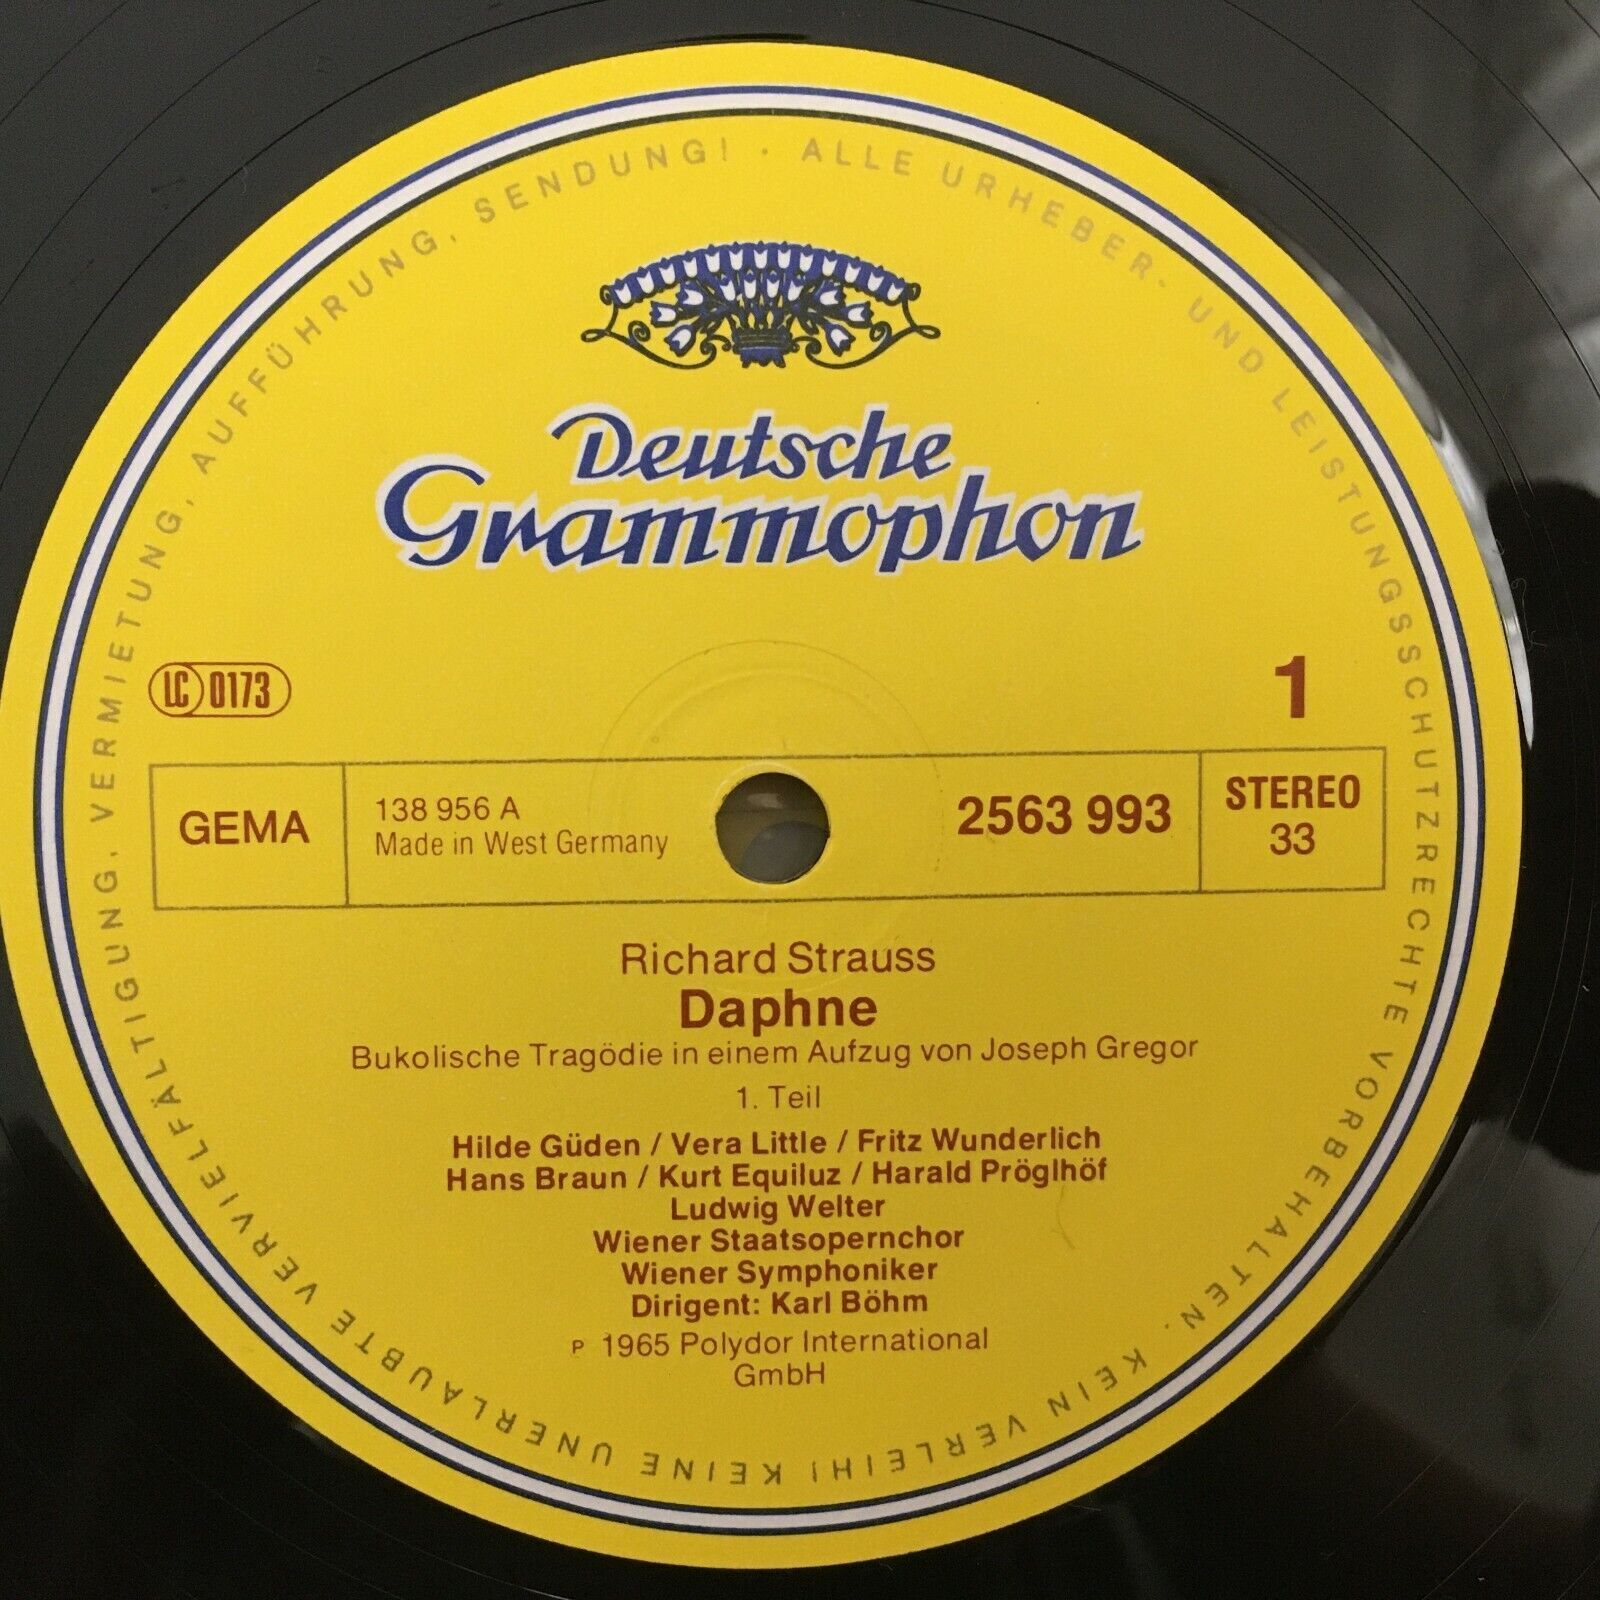 ALLE URHEBER- UND LEISTUNGSSCHUTZRECHTE VORBEHALTEN. KEIN VERLEIH! KEINE UNERLAUBTE VERVIELFÄLTIGUNG, VERMIETUNG, AUFFÜHRUNG, SENDUNG! ·
Deutsche
Grammophon
LC 0173
1
GEMA
138 956 A
Made in West Germany
2563 993
STEREO
33
Richard Strauss
Daphne
Bukolische Tragödie in einem Aufzug von Joseph Gregor
1. Teil
Hilde Güden / Vera Little / Fritz Wunderlich
Hans Braun / Kurt Equiluz / Harald Pröglhöf
Ludwig Welter
Wiener Staatsopernchor
Wiener Symphoniker
Dirigent: Karl Böhm
P 1965 Polydor International
GmbH